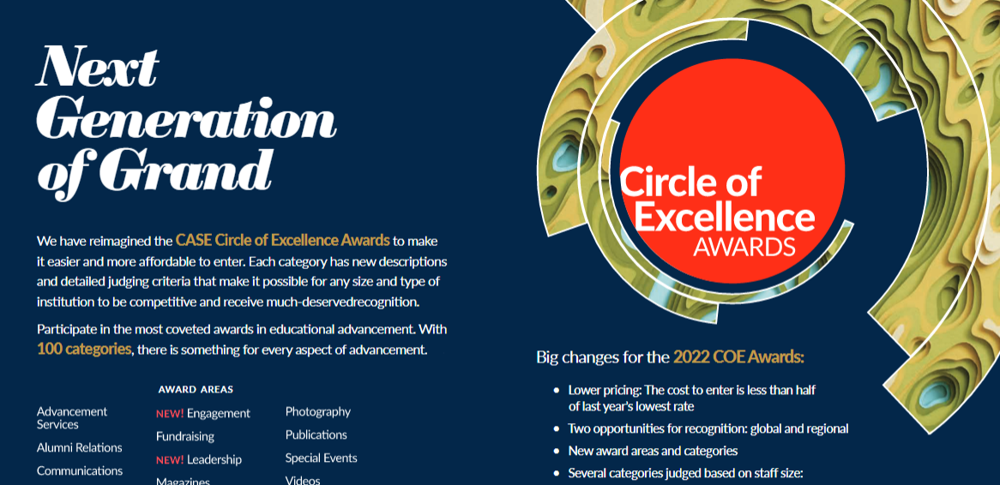 Next
Generation
of Grand
We have reimagined the CASE Circle of Excellence Awards to make
it easier and more affordable to enter. Each category has new descriptions
and detailed judging criteria that make it possible for any size and type of
institution to be competitive and receive much-deservedrecognition.
Participate in the most coveted awards in educational advancement. With
100 categories, there is something for every aspect of advancement.
AWARD AREAS
Advancement
Services
Alumni Relations
Communications
NEW! Engagement
Fundraising
NEW! Leadership
Magazines
Photography
Publications
Special Events
Videos
Circle of
Excellence
AWARDS
Big changes for the 2022 COE Awards:
• Lower pricing: The cost to enter is less than half
of last year's lowest rate
• Two opportunities for recognition: global and regional
• New award areas and categories
• Several categories judged based on staff size: